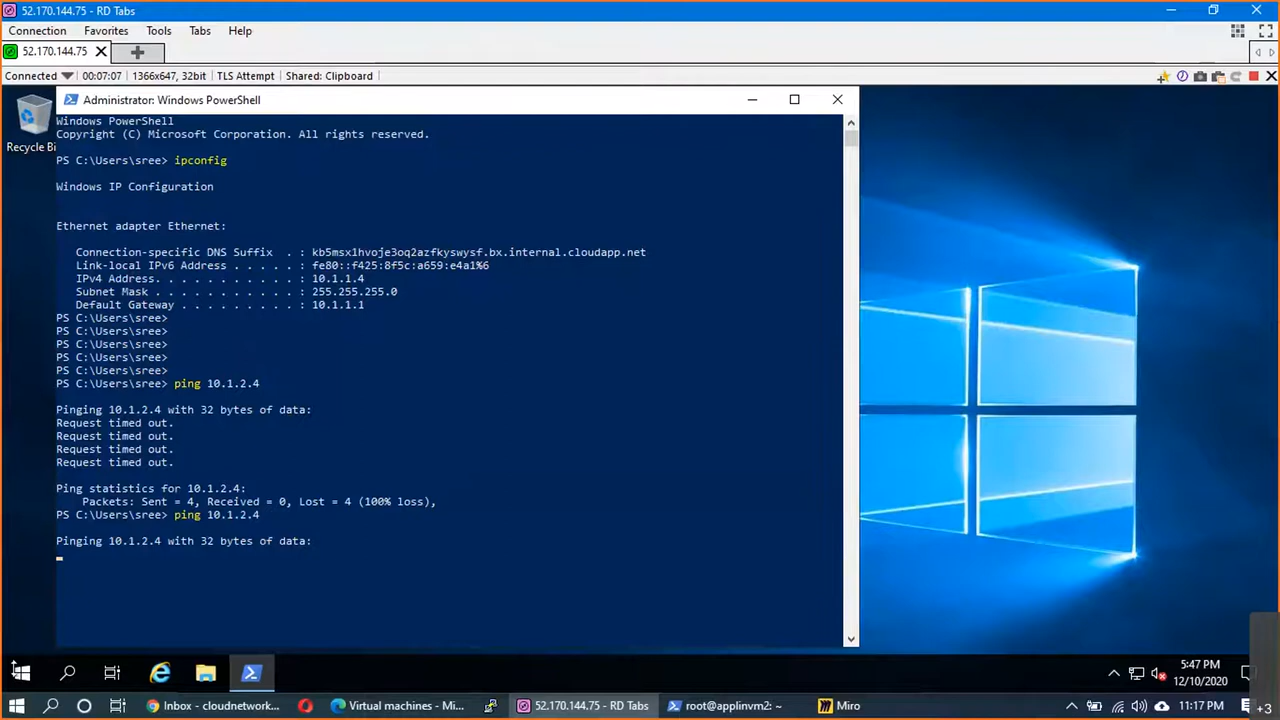 52.170.144.75 - RD Tabs
Connection Favorites Tools Tabs Help
52.170.144.75
Connected 00:07:07 1366x647, 32bit TLS Attempt Shared: Clipboard
Administrator: Windows PowerShell
Recycle Bi
Windows PowerShell
Copyright (C) Microsoft Corporation. All rights reserved.
PS C:\Users\sree> ipconfig
Windows IP Configuration
Ethernet adapter Ethernet:
Connection-specific DNS Suffix . : kb5msx1hvoje3oq2azfkyswysf.bx.internal.cloudapp.net
Link-local IPv6 Address . . . . . : fe80::f425:8f5c:a659:e4a1%6
IPv4 Address. . . . . . . . . . . : 10.1.1.4
Subnet Mask . . . . . . . . . . . : 255.255.255.0
Default Gateway . . . . . . . . . : 10.1.1.1
PS C:\Users\sree>
PS C:\Users\sree>
PS C:\Users\sree>
PS C:\Users\sree>
PS C:\Users\sree>
PS C:\Users\sree> ping 10.1.2.4
Pinging 10.1.2.4 with 32 bytes of data:
Request timed out.
Request timed out.
Request timed out.
Request timed out.
Ping statistics for 10.1.2.4:
Packets: Sent = 4, Received = 0, Lost = 4 (100% loss),
PS C:\Users\sree> ping 10.1.2.4
Pinging 10.1.2.4 with 32 bytes of data:
5:47 PM
12/10/2020
Inbox - cloudnetwork... Virtual machines - Mi... 52.170.144.75 - RD Tabs root@applinvm2: ~ Miro 11:17 PM
+3